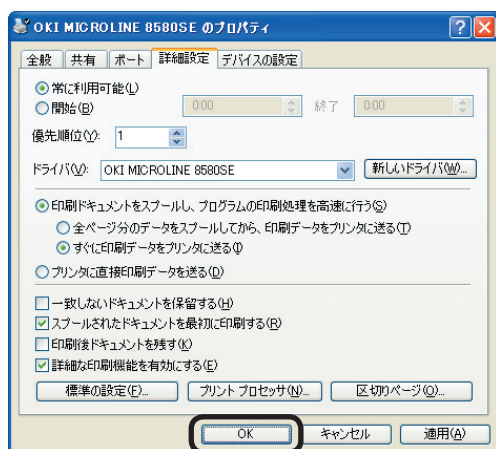 OKI MICROLINE 8580SE のプロパティ
全般 共有 ポート 詳細設定 デバイスの設定
常に利用可能(L)
開始(B) 0:00 終了 0:00
優先順位(Y): 1
ドライバ(V): OKI MICROLINE 8580SE 新しいドライバ(W)...
印刷ドキュメントをスプールし、プログラムの印刷処理を高速に行う(S)
全ページ分のデータをスプールしてから、印刷データをプリンタに送る(T)
すぐに印刷データをプリンタに送る(I)
プリンタに直接印刷データを送る(D)
一致しないドキュメントを保留する(H)
スプールされたドキュメントを最初に印刷する(R)
印刷後ドキュメントを残す(K)
詳細な印刷機能を有効にする(E)
標準の設定(F)... プリント プロセッサ(N)... 区切りページ(O)...
OK キャンセル 適用(A)